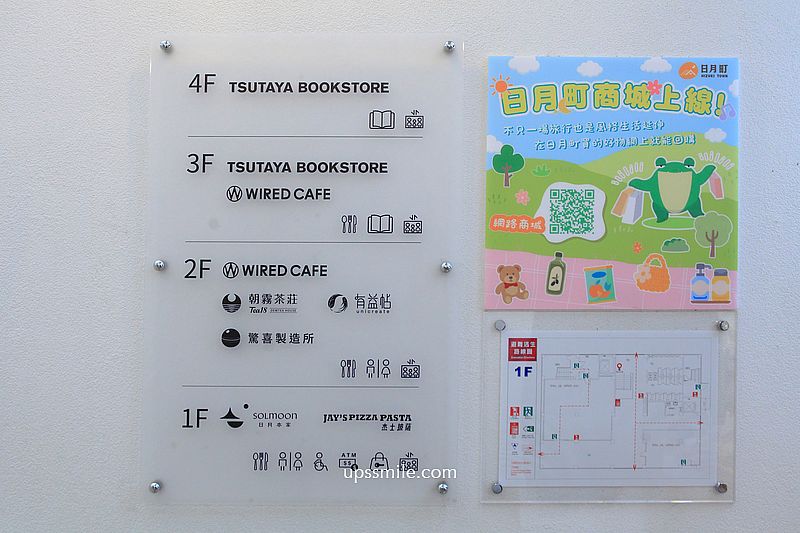 4F TSUTAYA BOOKSTORE
3F TSUTAYA BOOKSTORE
WIRED CAFE
2F WIRED CAFE
朝霧茶莊
有益帖
unicreate
驚喜製造所
1F SOLMOON
日月本家
JAY'S PIZZA PASTA
杰士披薩
ATM
upssmile.com
日月町
日月町商城上線!
不只一場旅行也是風格生活延伸
在日月町買的好物網上就能回購
網路商城
避難逃生
路線圖
1F